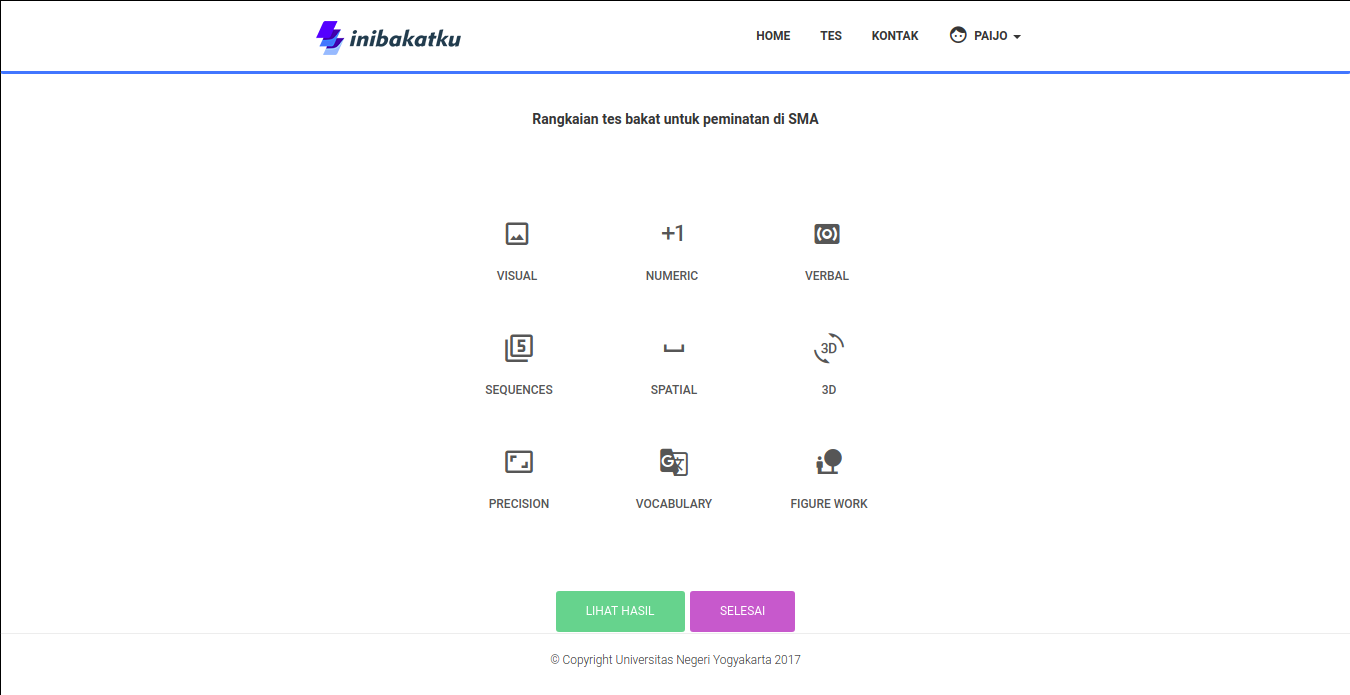 inibakatku
HOME TES KONTAK PAIJO
Rangkaian tes bakat untuk peminatan di SMA
+1
VISUAL NUMERIC VERBAL
5 3D
SEQUENCES SPATIAL 3D
G 文
PRECISION VOCABULARY FIGURE WORK
LIHAT HASIL SELESAI
© Copyright Universitas Negeri Yogyakarta 2017